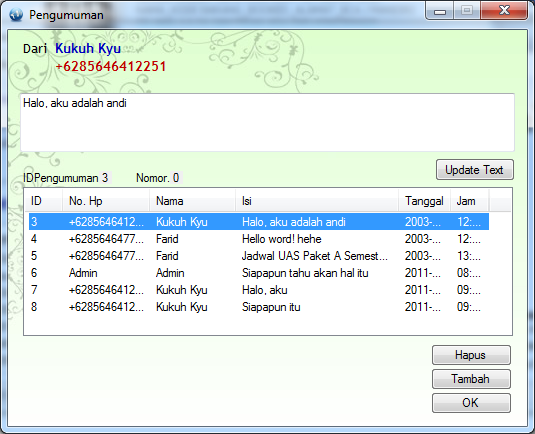 Pengumuman
Dari Kukuh Kyu
+6285646412251
Halo, aku adalah andi
Update Text
IDPengumuman 3 Nomor. 0
ID No. Hp Nama Isi Tanggal Jam
3 +6285646412... Kukuh Kyu Halo, aku adalah andi 2003-... 12:...
4 +6285646477... Farid Hello word! hehe 2003-... 12:...
5 +6285646477... Farid Jadwal UAS Paket A Semest... 2003-... 13:...
6 Admin Admin Siapapun tahu akan hal itu 2011-... 08:...
7 +6285646412... Kukuh Kyu Halo, aku 2011-... 09:...
8 +6285646412... Kukuh Kyu Siapapun itu 2011-... 09:...
Hapus
Tambah
OK